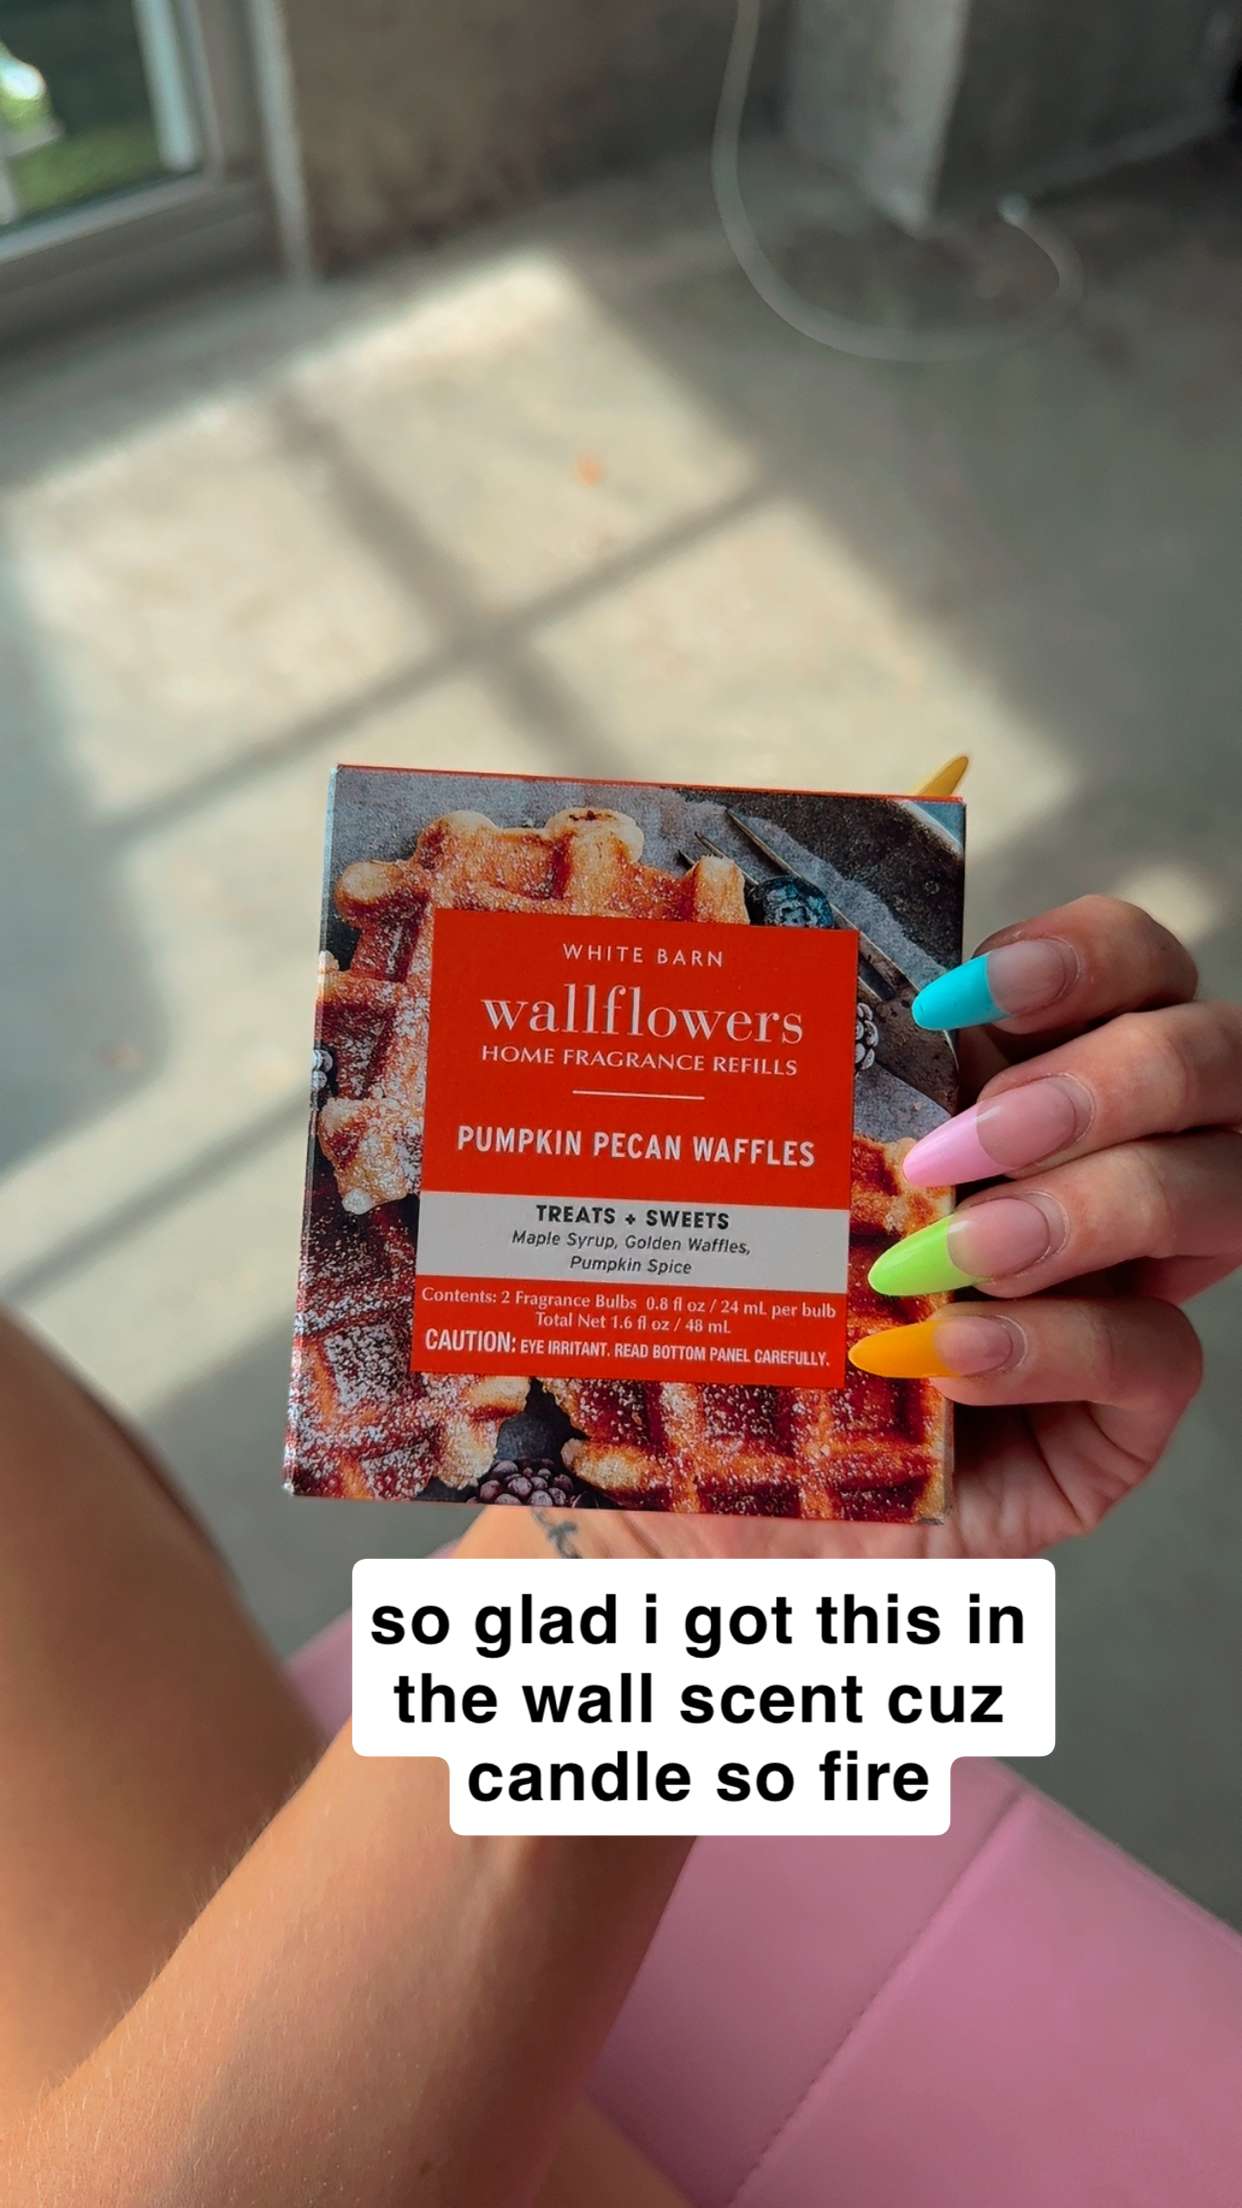 WHITE BARN
wallflowers
HOME FRAGRANCE REFILLS
PUMPKIN PECAN WAFFLES
TREATS + SWEETS
Maple Syrup, Golden Waffles,
Pumpkin Spice
Contents: 2 Fragrance Bulbs 0.8 fl oz / 24 mL per bulb
Total Net 1.6 fl oz / 48 mL
CAUTION: EYE IRRITANT. READ BOTTOM PANEL CAREFULLY.
so glad i got this in
the wall scent cuz
candle so fire